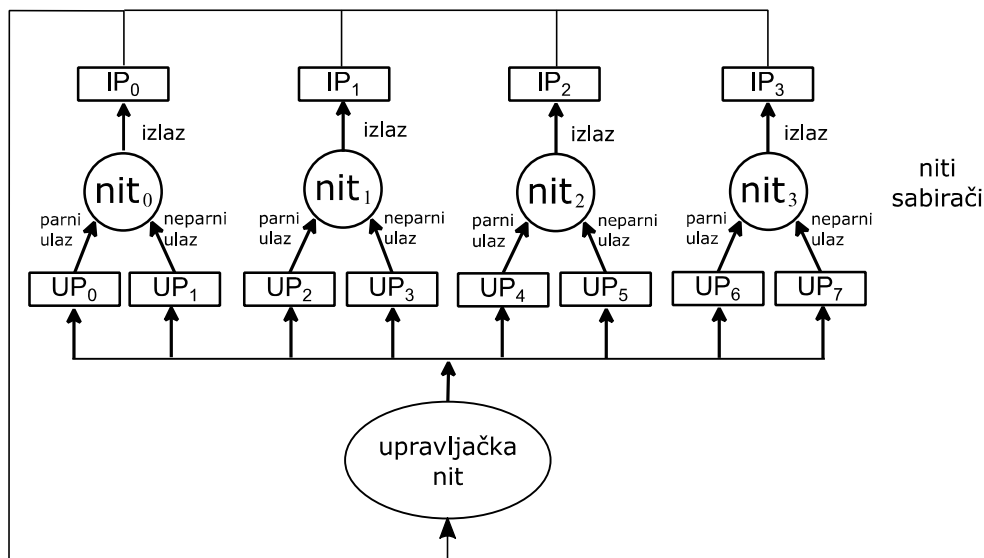 IP0 IP1 IP2 IP3
izlaz izlaz izlaz izlaz
nit0 nit1 nit2 nit3
niti
sabirači
parni neparni parni neparni parni neparni parni neparni
ulaz ulaz ulaz ulaz ulaz ulaz ulaz ulaz
UP0 UP1 UP2 UP3 UP4 UP5 UP6 UP7
upravljačka
nit